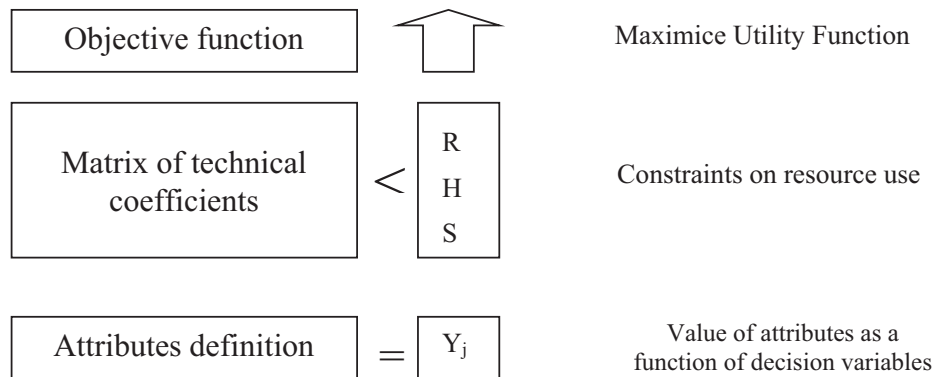 Objective function
Maximice Utility Function
Matrix of technical
coefficients
<
R
H
S
Constraints on resource use
Attributes definition
=
Yj
Value of attributes as a
function of decision variables